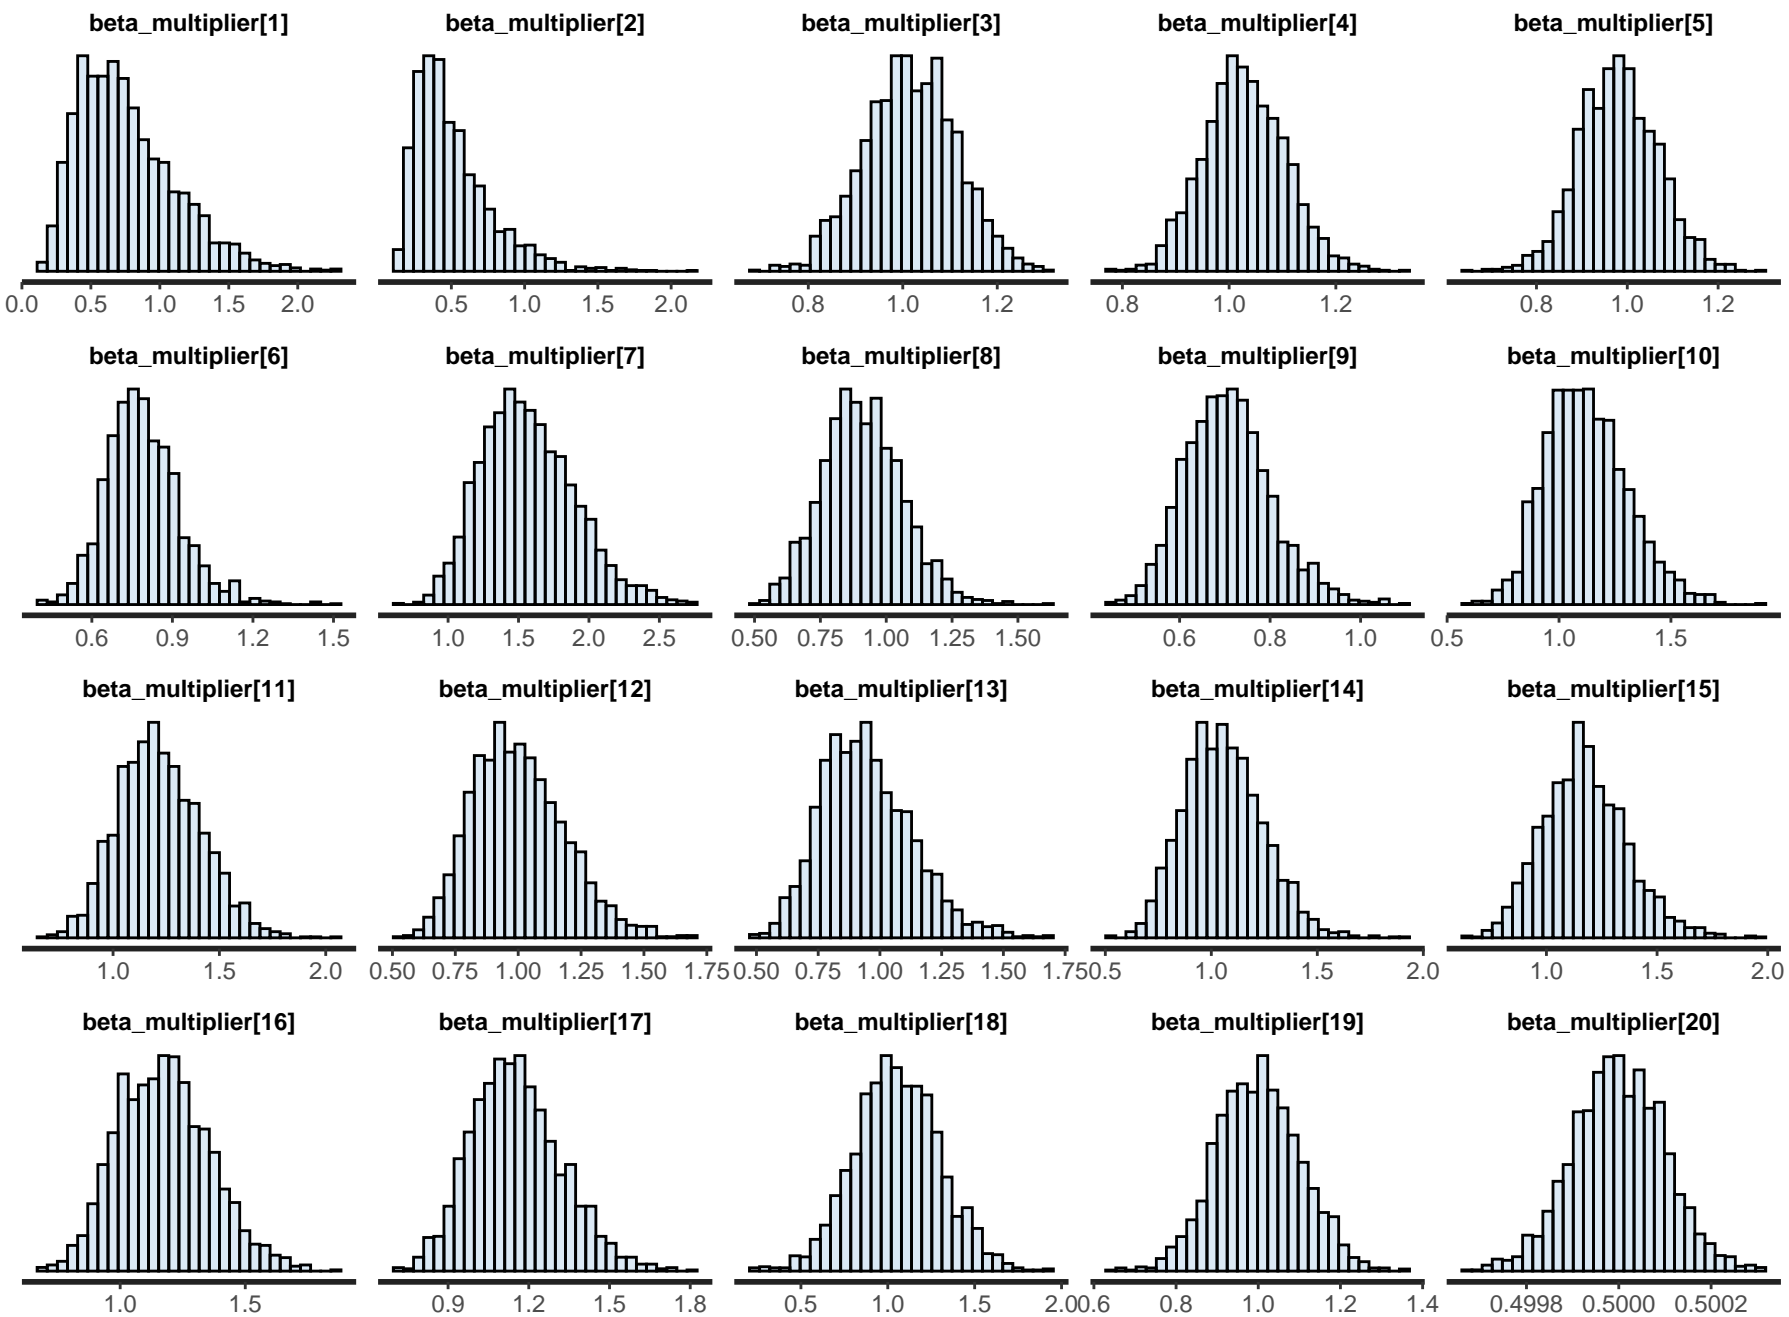 beta_multiplier[1] beta_multiplier[2] beta_multiplier[3] beta_multiplier[4] beta_multiplier[5]
0.0 0.5 1.0 1.5 2.0 0.5 1.0 1.5 2.0 0.8 1.0 1.2 0.8 1.0 1.2 0.8 1.0 1.2
beta_multiplier[6] beta_multiplier[7] beta_multiplier[8] beta_multiplier[9] beta_multiplier[10]
0.6 0.9 1.2 1.5 1.0 1.5 2.0 2.5 0.50 0.75 1.00 1.25 1.50 0.6 0.8 1.0 0.5 1.0 1.5
beta_multiplier[11] beta_multiplier[12] beta_multiplier[13] beta_multiplier[14] beta_multiplier[15]
1.0 1.5 2.0 0.50 0.75 1.00 1.25 1.50 1.75 0.50 0.75 1.00 1.25 1.50 1.75 0.5 1.0 1.5 2.0 1.0 1.5 2.0
beta_multiplier[16] beta_multiplier[17] beta_multiplier[18] beta_multiplier[19] beta_multiplier[20]
1.0 1.5 0.9 1.2 1.5 1.8 0.5 1.0 1.5 2.0 0.6 0.8 1.0 1.2 1.4 0.4998 0.5000 0.5002